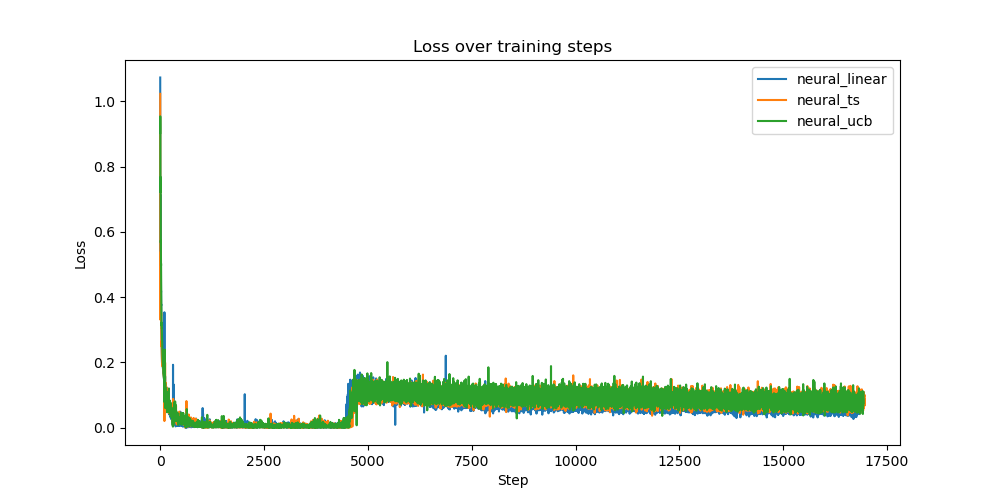 Loss over training steps
neural_linear
neural_ts
neural_ucb
Loss
1.0
0.8
0.6
0.4
0.2
0.0
0 2500 5000 7500 10000 12500 15000 17500
Step